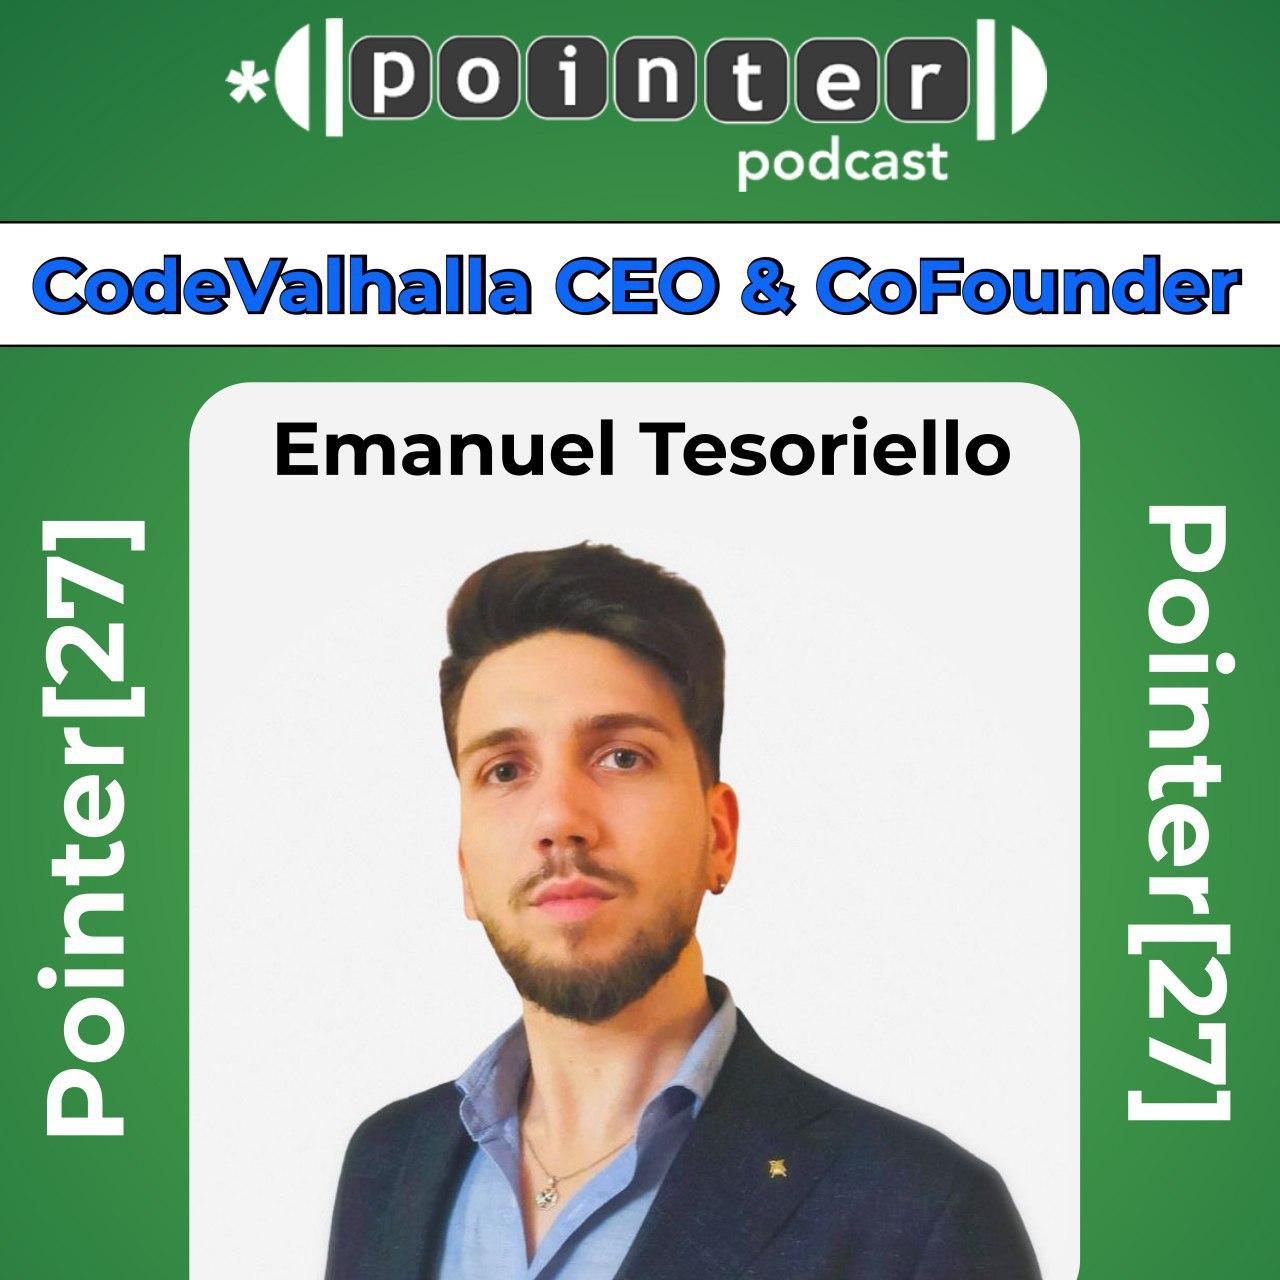 *pointer
podcast
CodeValhalla CEO & CoFounder
Emanuel Tesoriello
Pointer[27]
Pointer[27]